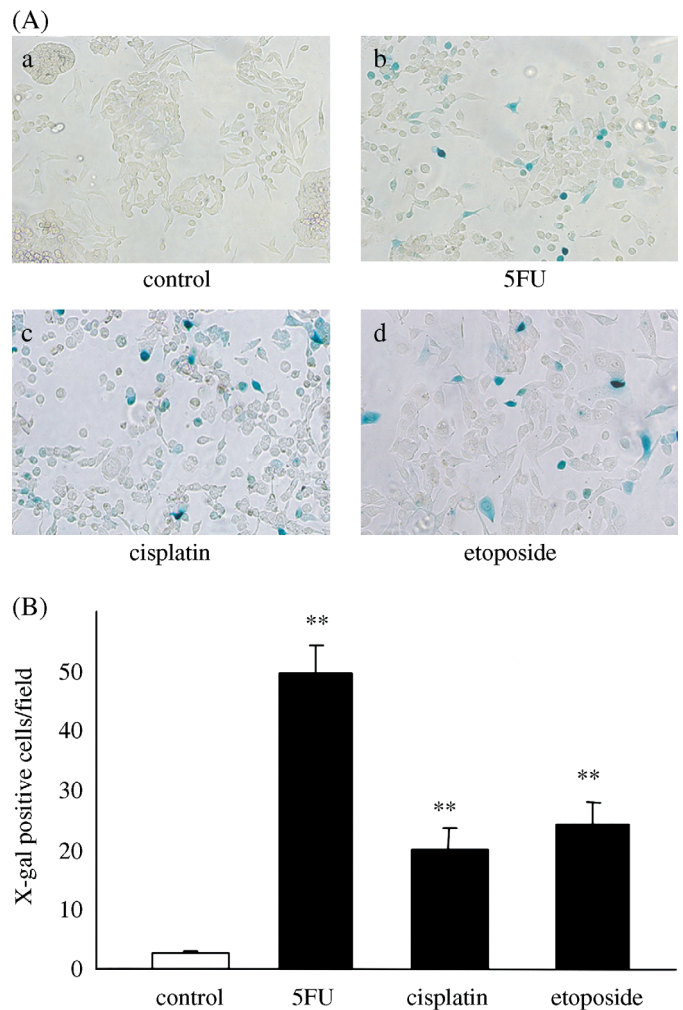 (A)
a
b
control
5FU
c
d
cisplatin
etoposide
(B)
X-gal positive cells/field
50
40
30
20
10
0
**
**
**
control
5FU
cisplatin
etoposide